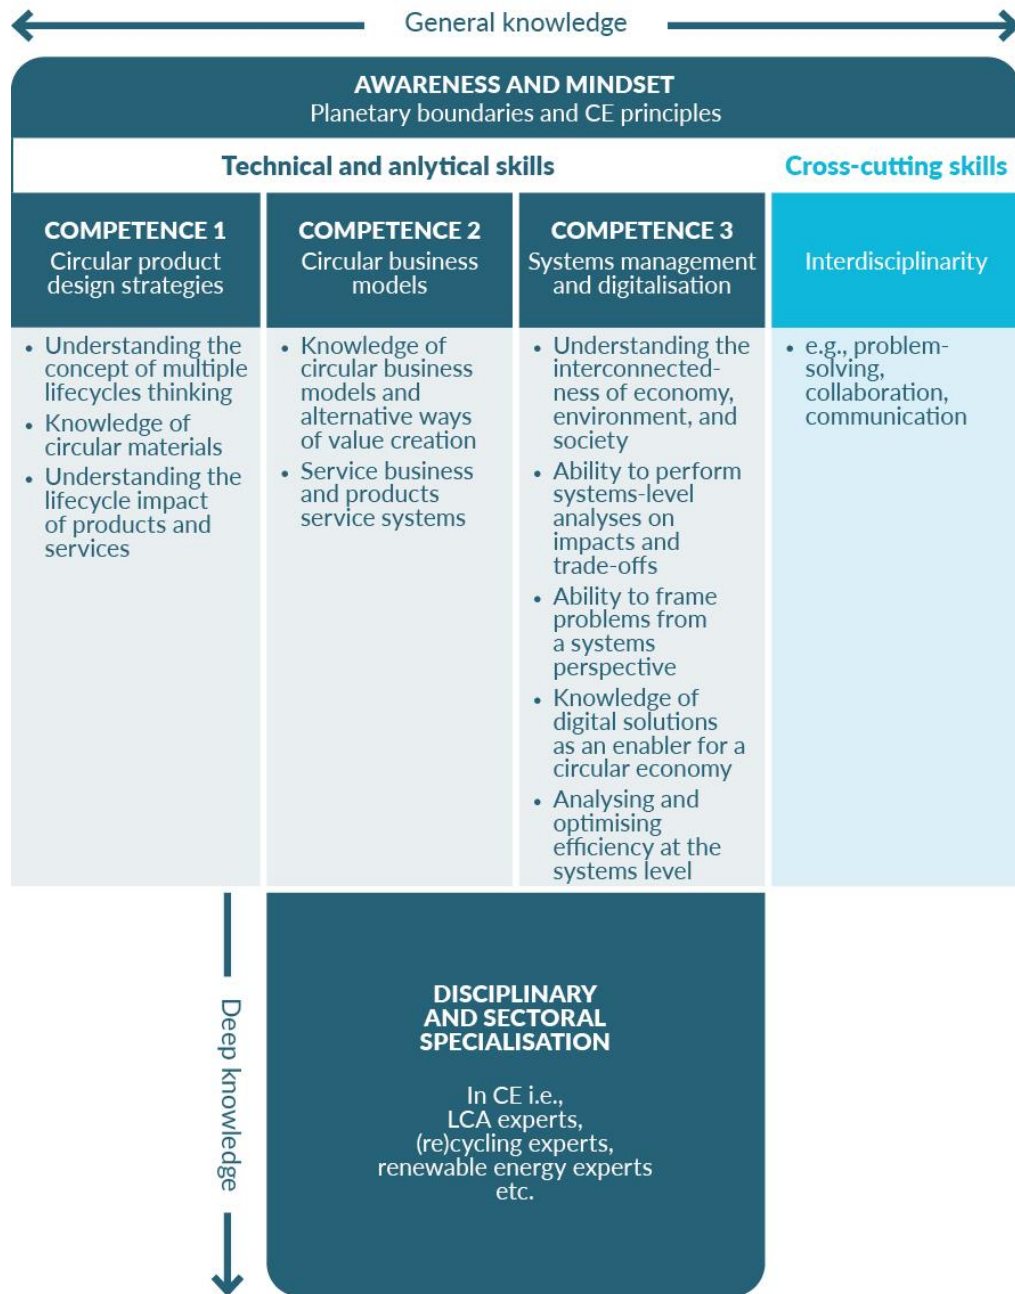 General knowledge
AWARENESS AND MINDSET
Planetary boundaries and CE principles
Technical and anlytical skills
Cross-cutting skills
COMPETENCE 1
Circular product
design strategies
COMPETENCE 2
Circular business
models
COMPETENCE 3
Systems management
and digitalisation
Interdisciplinarity
• Understanding the
concept of multiple
lifecycles thinking
• Knowledge of
circular materials
• Understanding the
lifecycle impact
of products and
services
• Knowledge of
circular business
models and
alternative ways
of value creation
• Service business
and products
service systems
• Understanding the
interconnected-
ness of economy,
environment, and
society
• Ability to perform
systems-level
analyses on
impacts and
trade-offs
• Ability to frame
problems from
a systems
perspective
• Knowledge of
digital solutions
as an enabler for a
circular economy
• Analysing and
optimising
efficiency at the
systems level
• e.g., problem-
solving,
collaboration,
communication
Deep knowledge
DISCIPLINARY
AND SECTORAL
SPECIALISATION
In CE i.e.,
LCA experts,
(re)cycling experts,
renewable energy experts
etc.